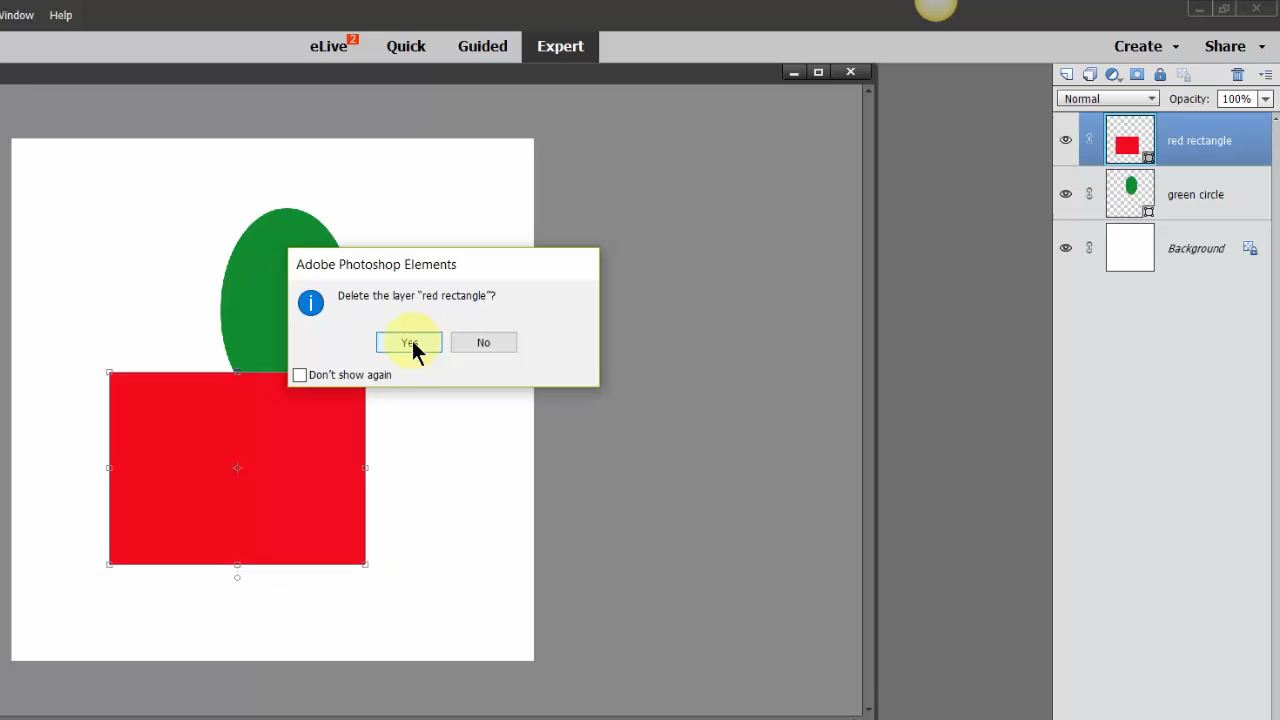 Window Help
eLive 2 Quick Guided Expert Create Share
Normal Opacity: 100%
red rectangle
green circle
Background
Adobe Photoshop Elements
Delete the layer “red rectangle”?
Yes No
Don’t show again